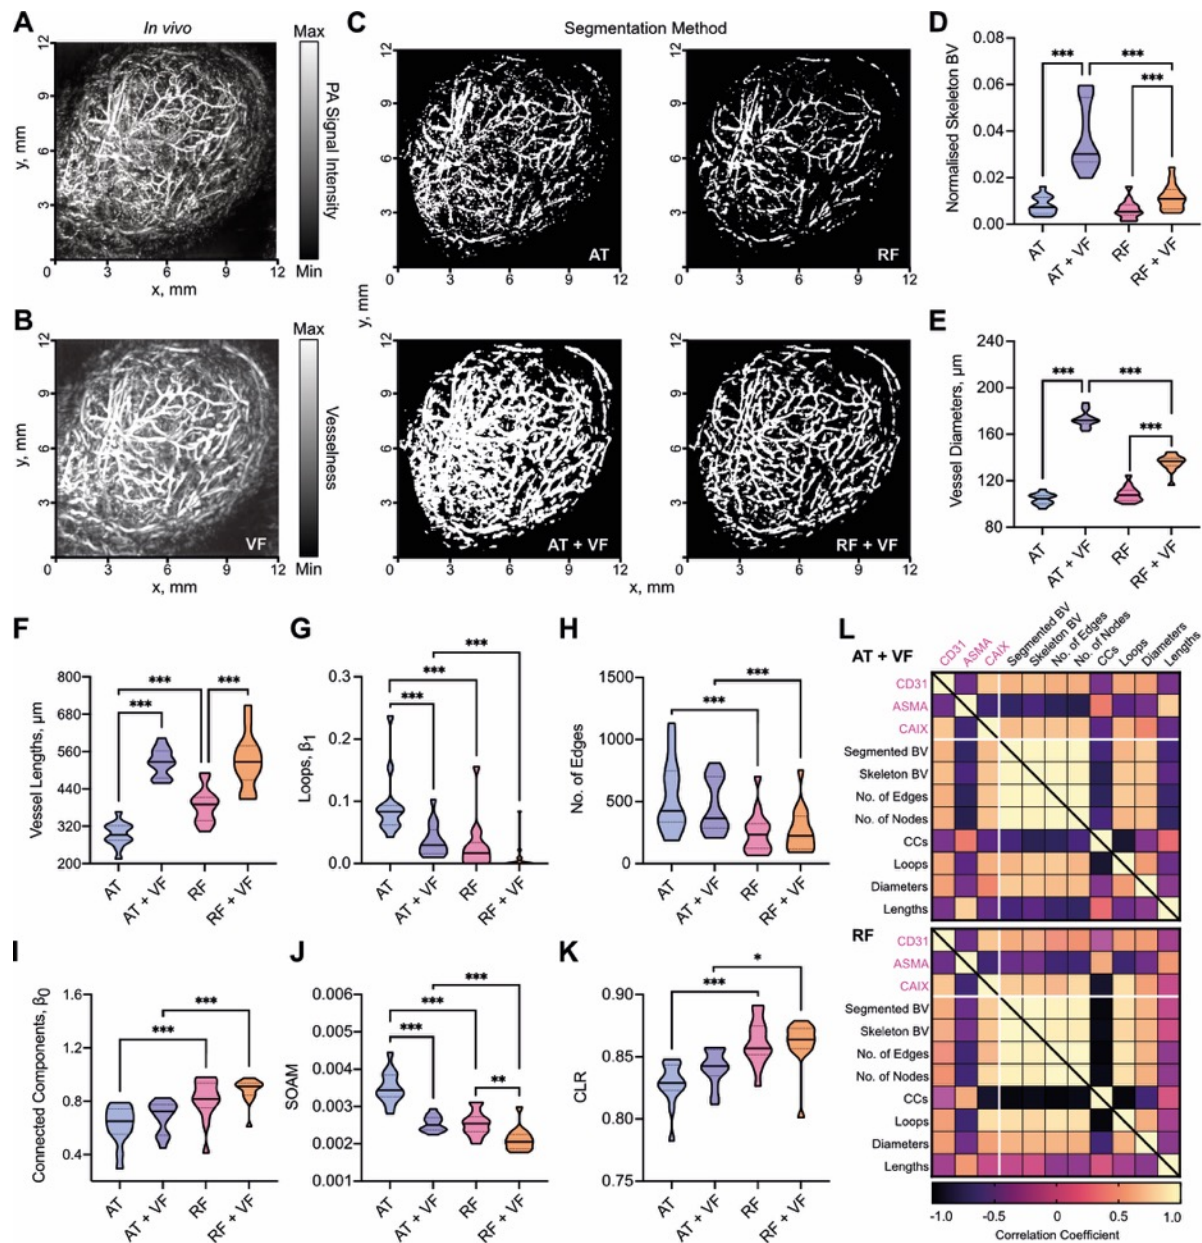 A
In vivo
Max
PA Signal Intensity
Min
y, mm
12
9
6
3
0
3
6
9
12
x, mm
B
Max
Vesselness
Min
y, mm
12
9
6
3
0
3
6
9
12
x, mm
VF
C
Segmentation Method
12
9
6
3
0
3
6
9
12
AT
0
3
6
9
12
RF
y, mm
12
9
6
3
0
3
6
9
12
AT + VF
0
3
6
9
12
RF + VF
x, mm
D
Normalised Skeleton BV
0.08
0.06
0.04
0.02
0.00
***
***
***
AT
AT + VF
RF
RF + VF
E
Vessel Diameters, µm
240
200
160
120
80
***
***
***
AT
AT + VF
RF
RF + VF
F
Vessel Lengths, µm
800
680
560
440
320
200
***
***
***
AT
AT + VF
RF
RF + VF
G
Loops, β1
0.3
0.2
0.1
0.0
***
***
***
AT
AT + VF
RF
RF + VF
H
No. of Edges
1500
1000
500
0
***
***
AT
AT + VF
RF
RF + VF
I
Connected Components, β0
1.6
1.2
0.8
0.4
***
***
AT
AT + VF
RF
RF + VF
J
SOAM
0.006
0.005
0.004
0.003
0.002
0.001
***
***
***
**
AT
AT + VF
RF
RF + VF
K
CLR
0.90
0.85
0.80
0.75
*
***
AT
AT + VF
RF
RF + VF
L
AT + VF
CD31
ASMA
CAIX
Segmented BV
Skeleton BV
No. of Edges
No. of Nodes
CCs
Loops
Diameters
Lengths
CD31
ASMA
CAIX
Segmented BV
Skeleton BV
No. of Edges
No. of Nodes
CCs
Loops
Diameters
Lengths
RF
CD31
ASMA
CAIX
Segmented BV
Skeleton BV
No. of Edges
No. of Nodes
CCs
Loops
Diameters
Lengths
-1.0
-0.5
0
0.5
1.0
Correlation Coefficient